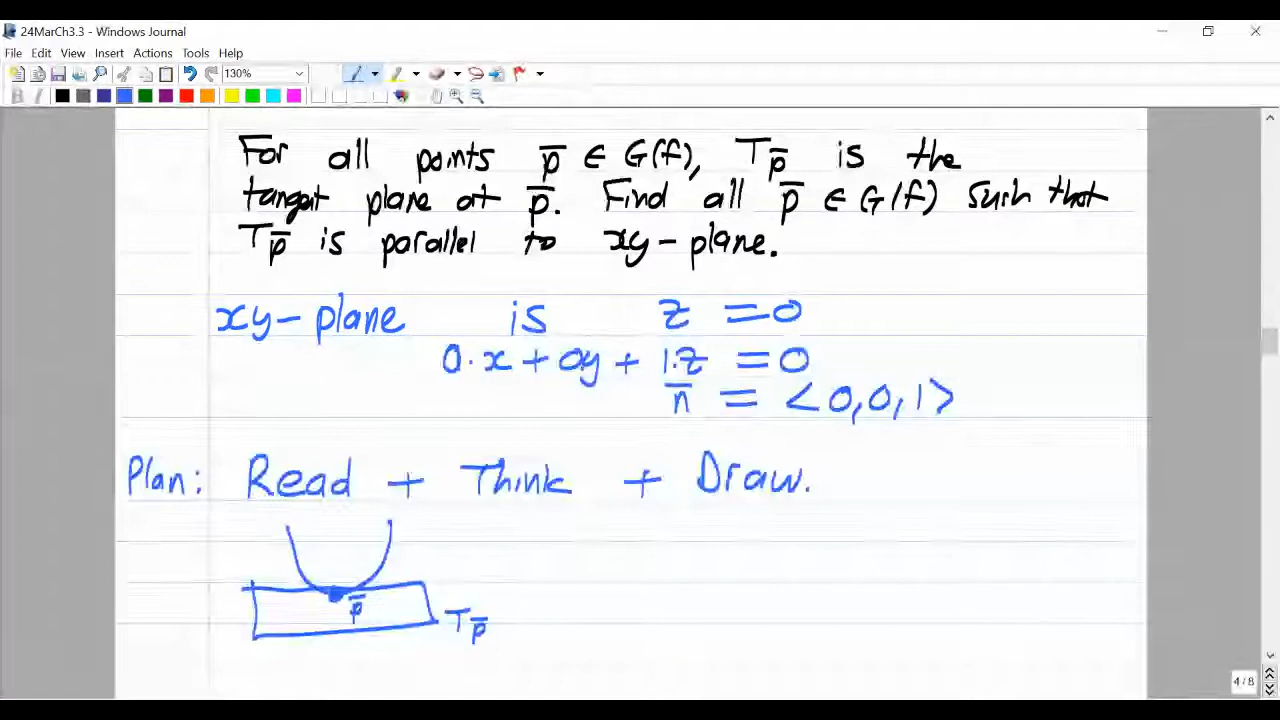 24MarCh3.3 - Windows Journal
File Edit View Insert Actions Tools Help
130%
For all points p̅ ∈ G(f), Tp̅ is the
tangent plane at p̅. Find all p̅ ∈ G(f) such that
Tp̅ is parallel to xy-plane.
xy-plane is z = 0
0.x + 0y + 1.z = 0
n̅ = <0,0,1>
Plan: Read + Think + Draw.
p̅
Tp̅
4 / 8